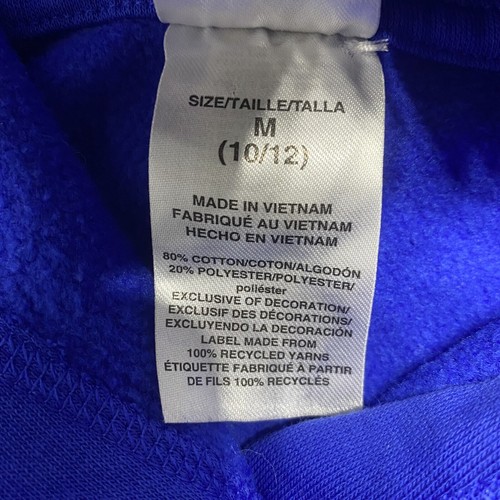 SIZE/TAILLE/TALLA
M
(10/12)
MADE IN VIETNAM
FABRIQUÉ AU VIETNAM
HECHO EN VIETNAM
80% COTTON/COTON/ALGODÓN
20% POLYESTER/POLYESTER/
poliéster
EXCLUSIVE OF DECORATION/
EXCLUSIF DES DÉCORATIONS/
EXCLUYENDO LA DECORACIÓN
LABEL MADE FROM
100% RECYCLED YARNS
ÉTIQUETTE FABRIQUÉ À PARTIR
DE FILS 100% RECYCLÉS